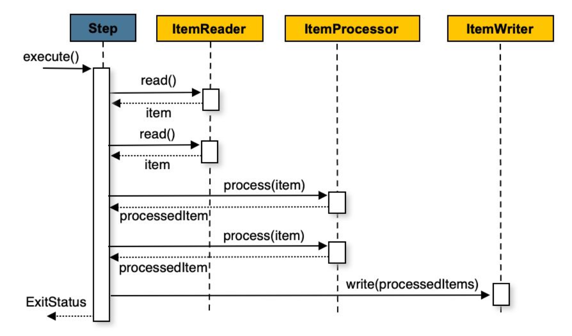 Step ItemReader ItemProcessor ItemWriter
execute()
read()
item
read()
item
process(item)
processedItem
process(item)
processedItem
write(processedItems)
ExitStatus